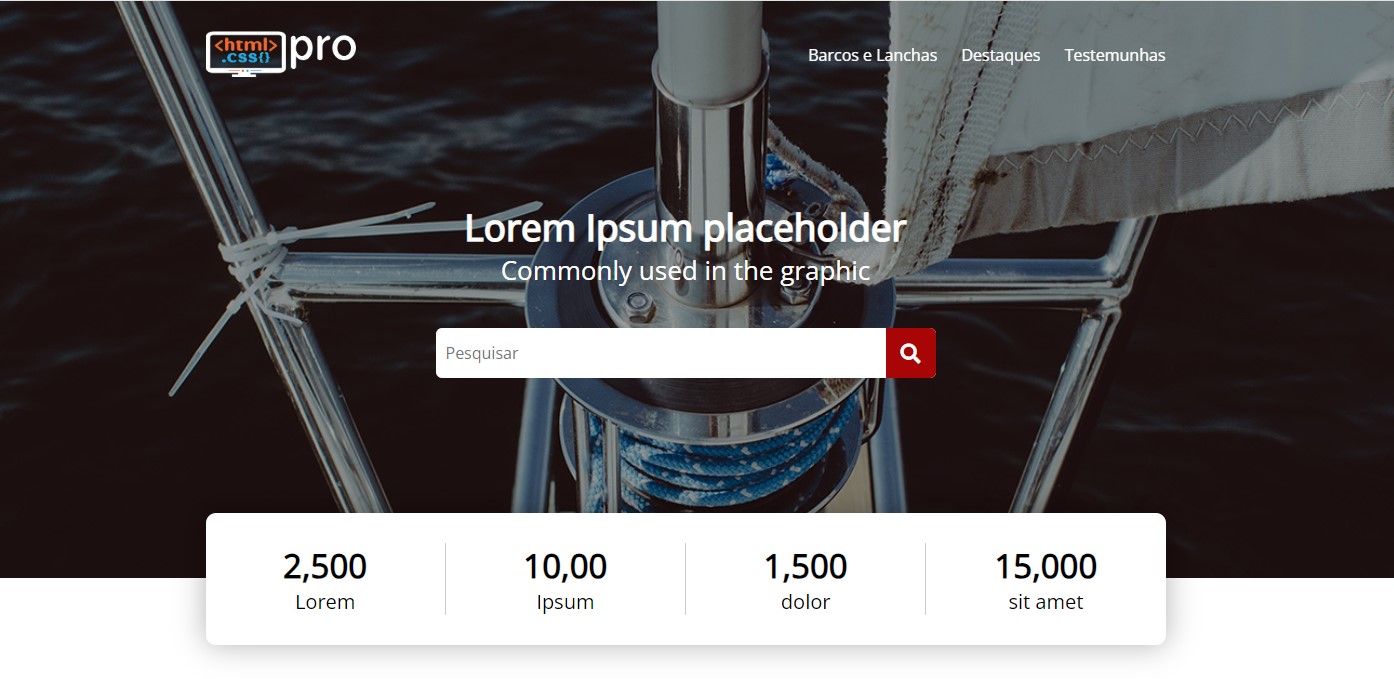 <html>
.css{}
pro
Barcos e Lanchas Destaques Testemunhas
Lorem Ipsum placeholder
Commonly used in the graphic
Pesquisar
2,500 10,00 1,500 15,000
Lorem Ipsum dolor sit amet